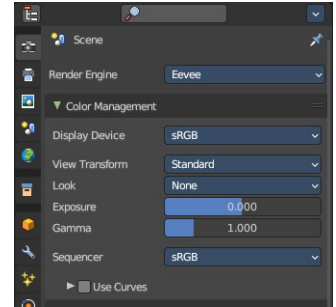 Scene
Render Engine Eevee
Color Management
Display Device sRGB
View Transform Standard
Look None
Exposure 0.000
Gamma 1.000
Sequencer sRGB
Use Curves